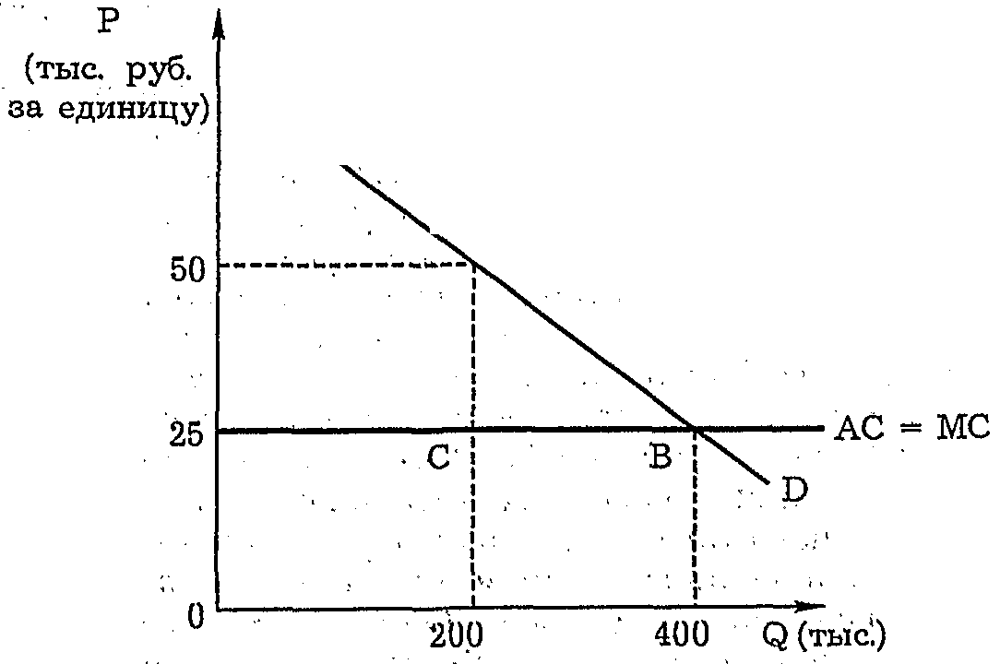 P
(тыс. руб.
за единицу)
50
25
AC = MC
C
B
D
0
200
400
Q (тыс.)